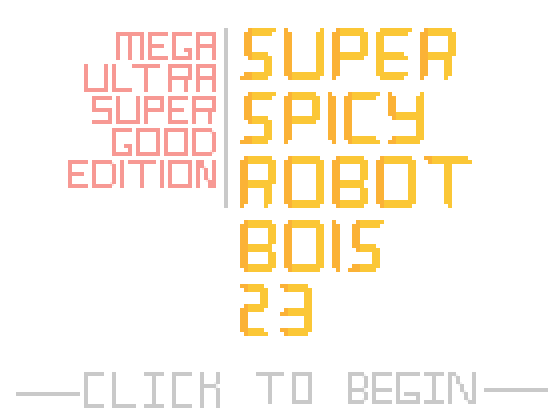 MEGA
ULTRA
SUPER
GOOD
EDITION
SUPER
SPICY
ROBOT
BOIS
23
CLICK TO BEGIN